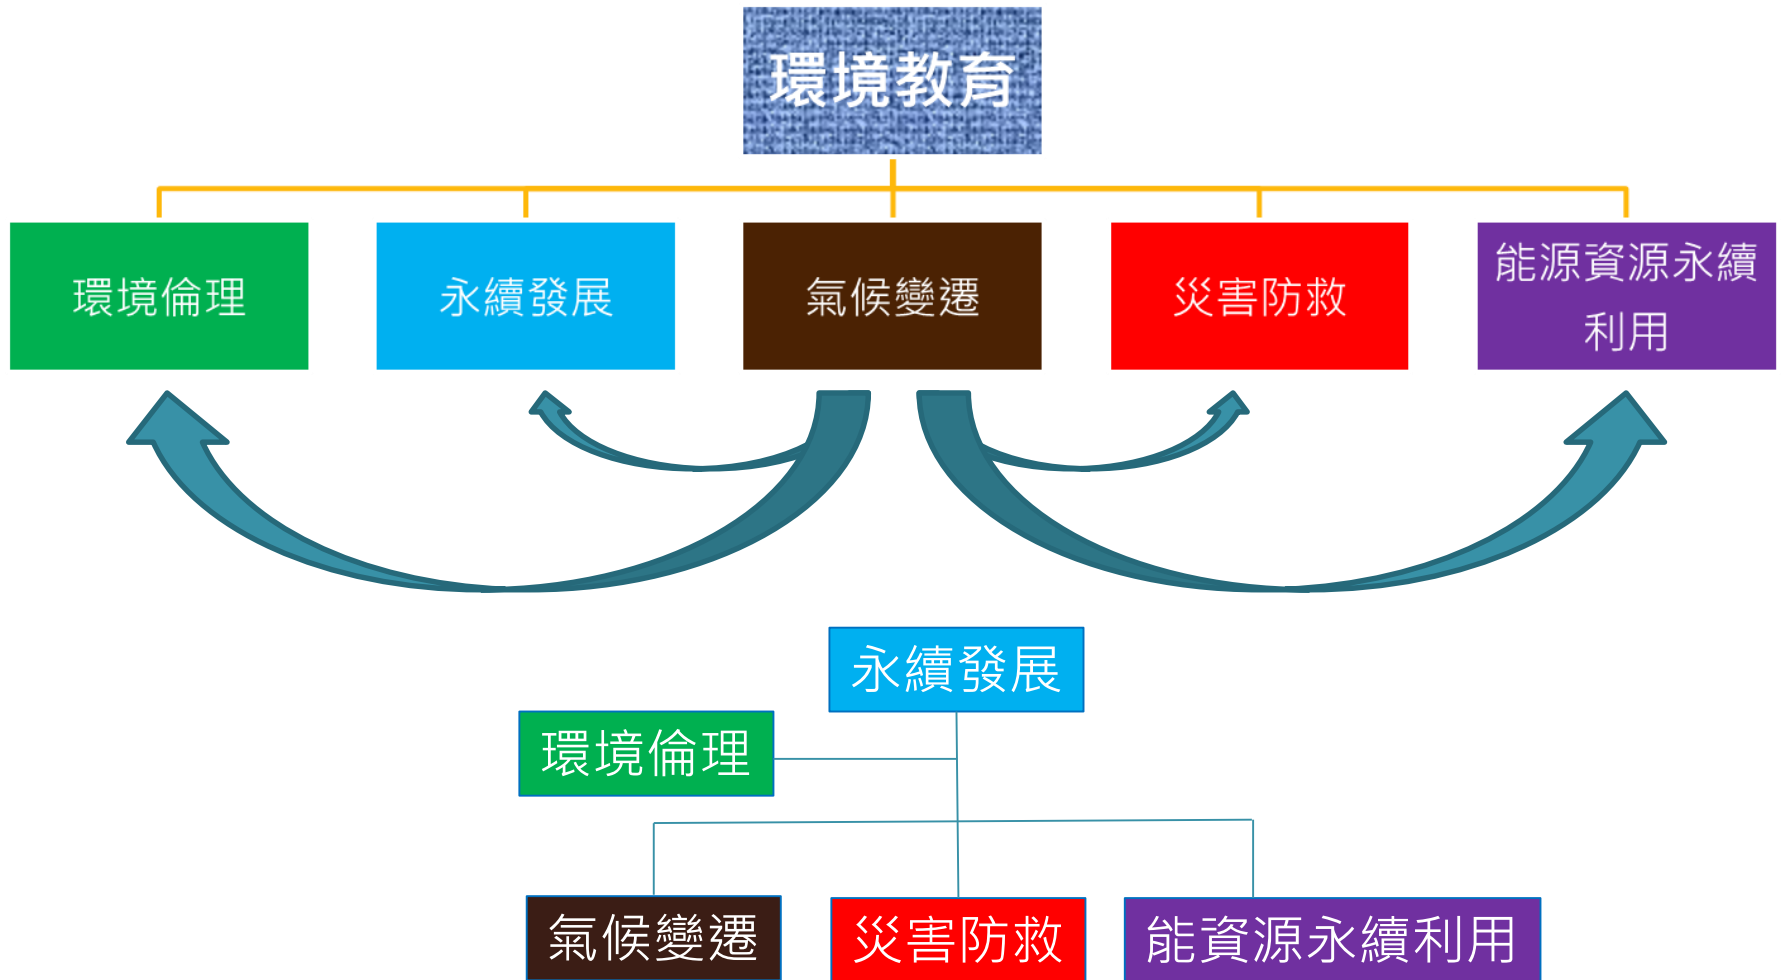 環境教育
環境倫理
永續發展
氣候變遷
災害防救
能源資源永續
利用
永續發展
環境倫理
氣候變遷
災害防救
能資源永續利用